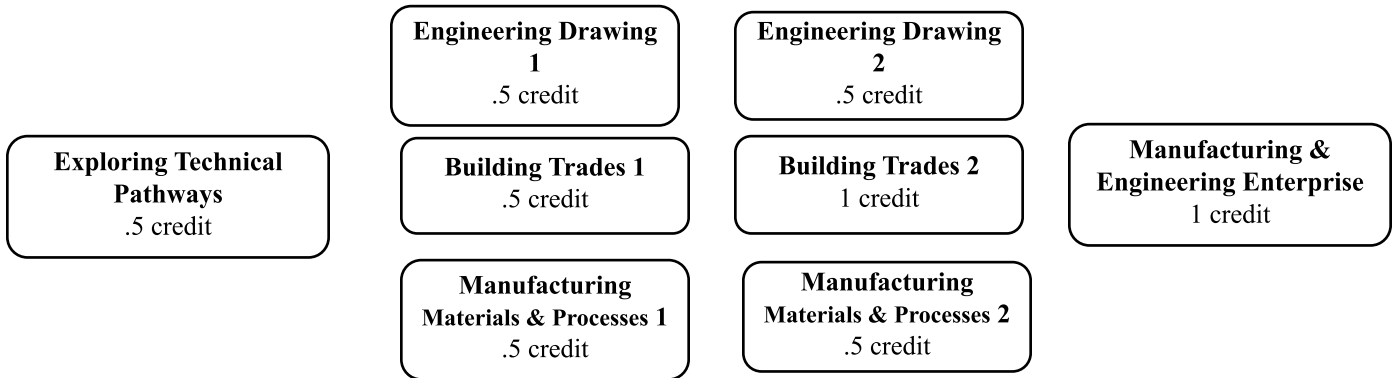 Exploring Technical
Pathways
.5 credit
Engineering Drawing
1
.5 credit
Building Trades 1
.5 credit
Manufacturing
Materials & Processes 1
.5 credit
Engineering Drawing
2
.5 credit
Building Trades 2
1 credit
Manufacturing
Materials & Processes 2
.5 credit
Manufacturing &
Engineering Enterprise
1 credit